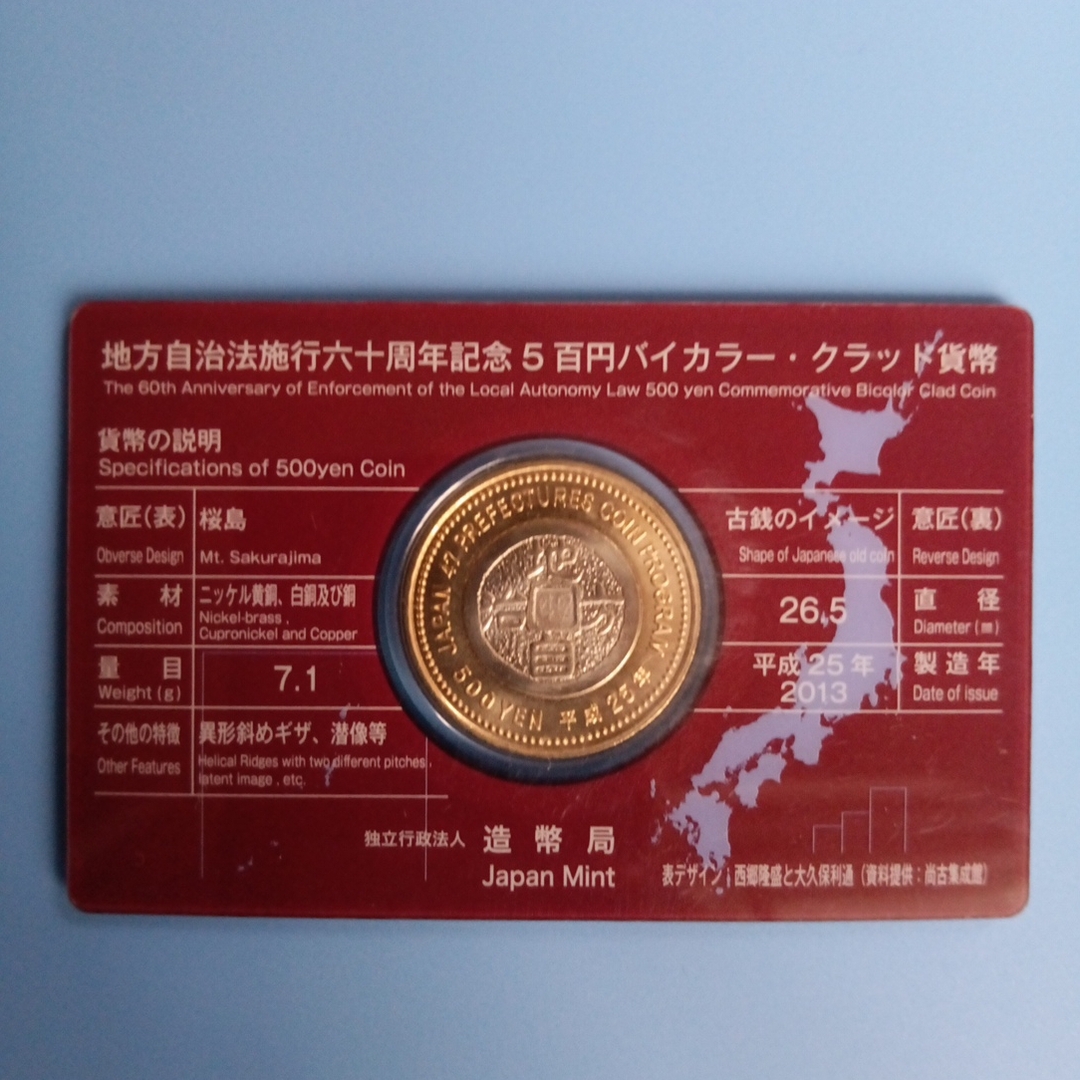 地方自治法施行六十周年記念5百円バイカラー・クラッド貨幣
The 60th Anniversary of Enforcement of the Local Autonomy Law 500 yen Commemorative Bicolor Clad Coin
貨幣の説明
Specifications of 500yen Coin
意匠(表) 桜島
Obverse Design Mt. Sakurajima
古銭のイメージ 意匠(裏)
Shape of Japanese old coin Reverse Design
素材 ニッケル黄銅、白銅及び銅
Composition Nickel-brass,
Cupronickel and Copper
26.5 直径
Diameter(㎜)
量目 7.1
Weight(g)
平成25年 製造年
2013 Date of issue
その他の特徴 異形斜めギザ、潜像等
Other Features Helical Ridges with two different pitches,
latent image, etc.
JAPAN 47 PREFECTURES COIN PROGRAM
500YEN 平成25年
独立行政法人 造幣局
Japan Mint
表デザイン:西郷隆盛と大久保利通(資料提供:尚古集成館)